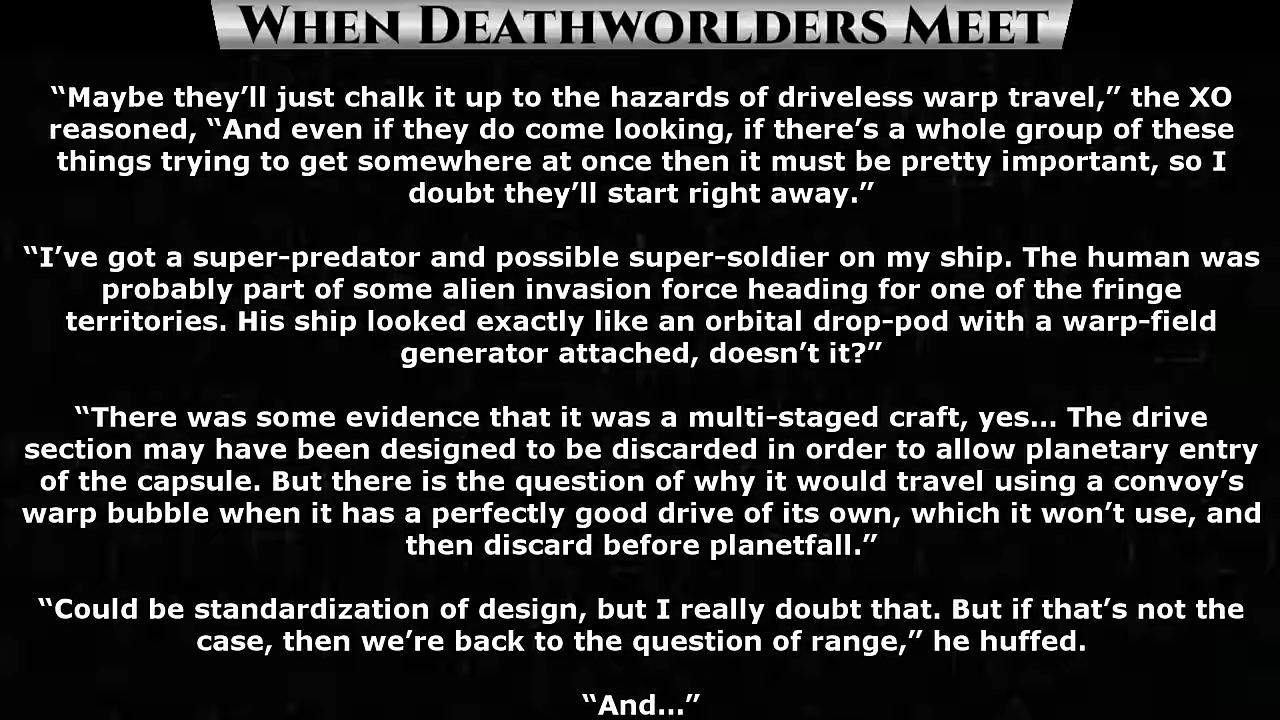 When Deathworlders Meet
“Maybe they’ll just chalk it up to the hazards of driveless warp travel,” the XO
reasoned, “And even if they do come looking, if there’s a whole group of these
things trying to get somewhere at once then it must be pretty important, so I
doubt they’ll start right away.”
“I’ve got a super-predator and possible super-soldier on my ship. The human was
probably part of some alien invasion force heading for one of the fringe
territories. His ship looked exactly like an orbital drop-pod with a warp-field
generator attached, doesn’t it?”
“There was some evidence that it was a multi-staged craft, yes... The drive
section may have been designed to be discarded in order to allow planetary entry
of the capsule. But there is the question of why it would travel using a convoy’s
warp bubble when it has a perfectly good drive of its own, which it won’t use, and
then discard before planetfall.”
“Could be standardization of design, but I really doubt that. But if that’s not the
case, then we’re back to the question of range,” he huffed.
“And...”